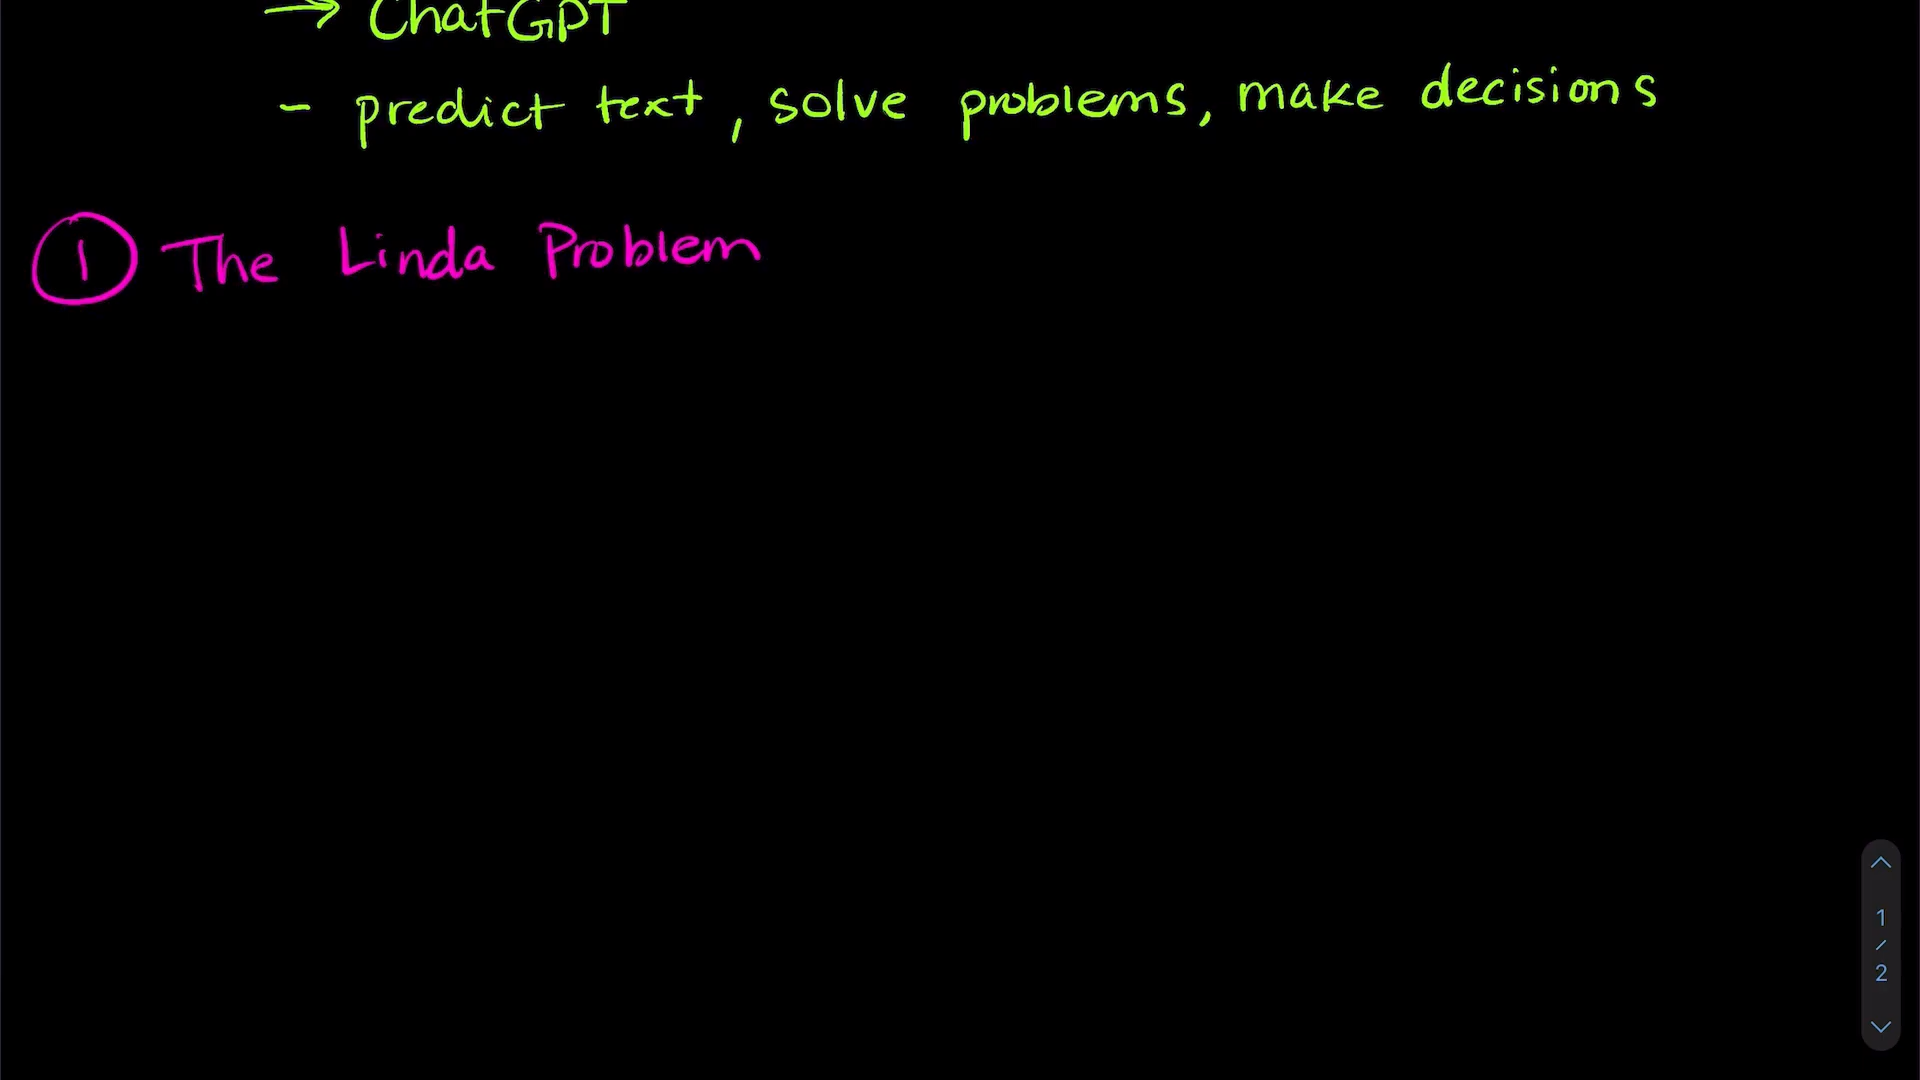 → ChatGPT
- predict text, solve problems, make decisions
① The Linda Problem
1
/
2